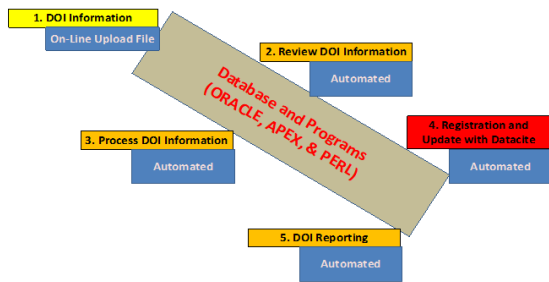 1. DOI Information
On-Line Upload File
2. Review DOI Information
Automated
Database and Programs
(ORACLE, APEX, & PERL)
3. Process DOI Information
Automated
4. Registration and
Update with Datacite
Automated
5. DOI Reporting
Automated